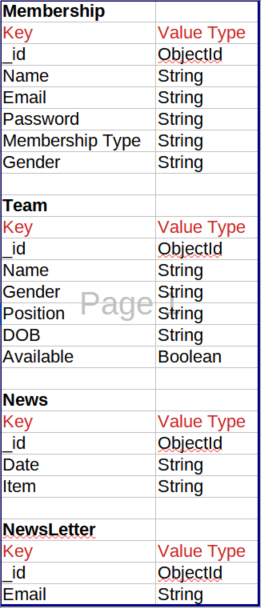 Membership
Key Value Type
_id ObjectId
Name String
Email String
Password String
Membership Type String
Gender String
Team
Key Value Type
_id ObjectId
Name String
Gender String
Position String
DOB String
Available Boolean
News
Key Value Type
_id ObjectId
Date String
Item String
NewsLetter
Key Value Type
_id ObjectId
Email String
Page